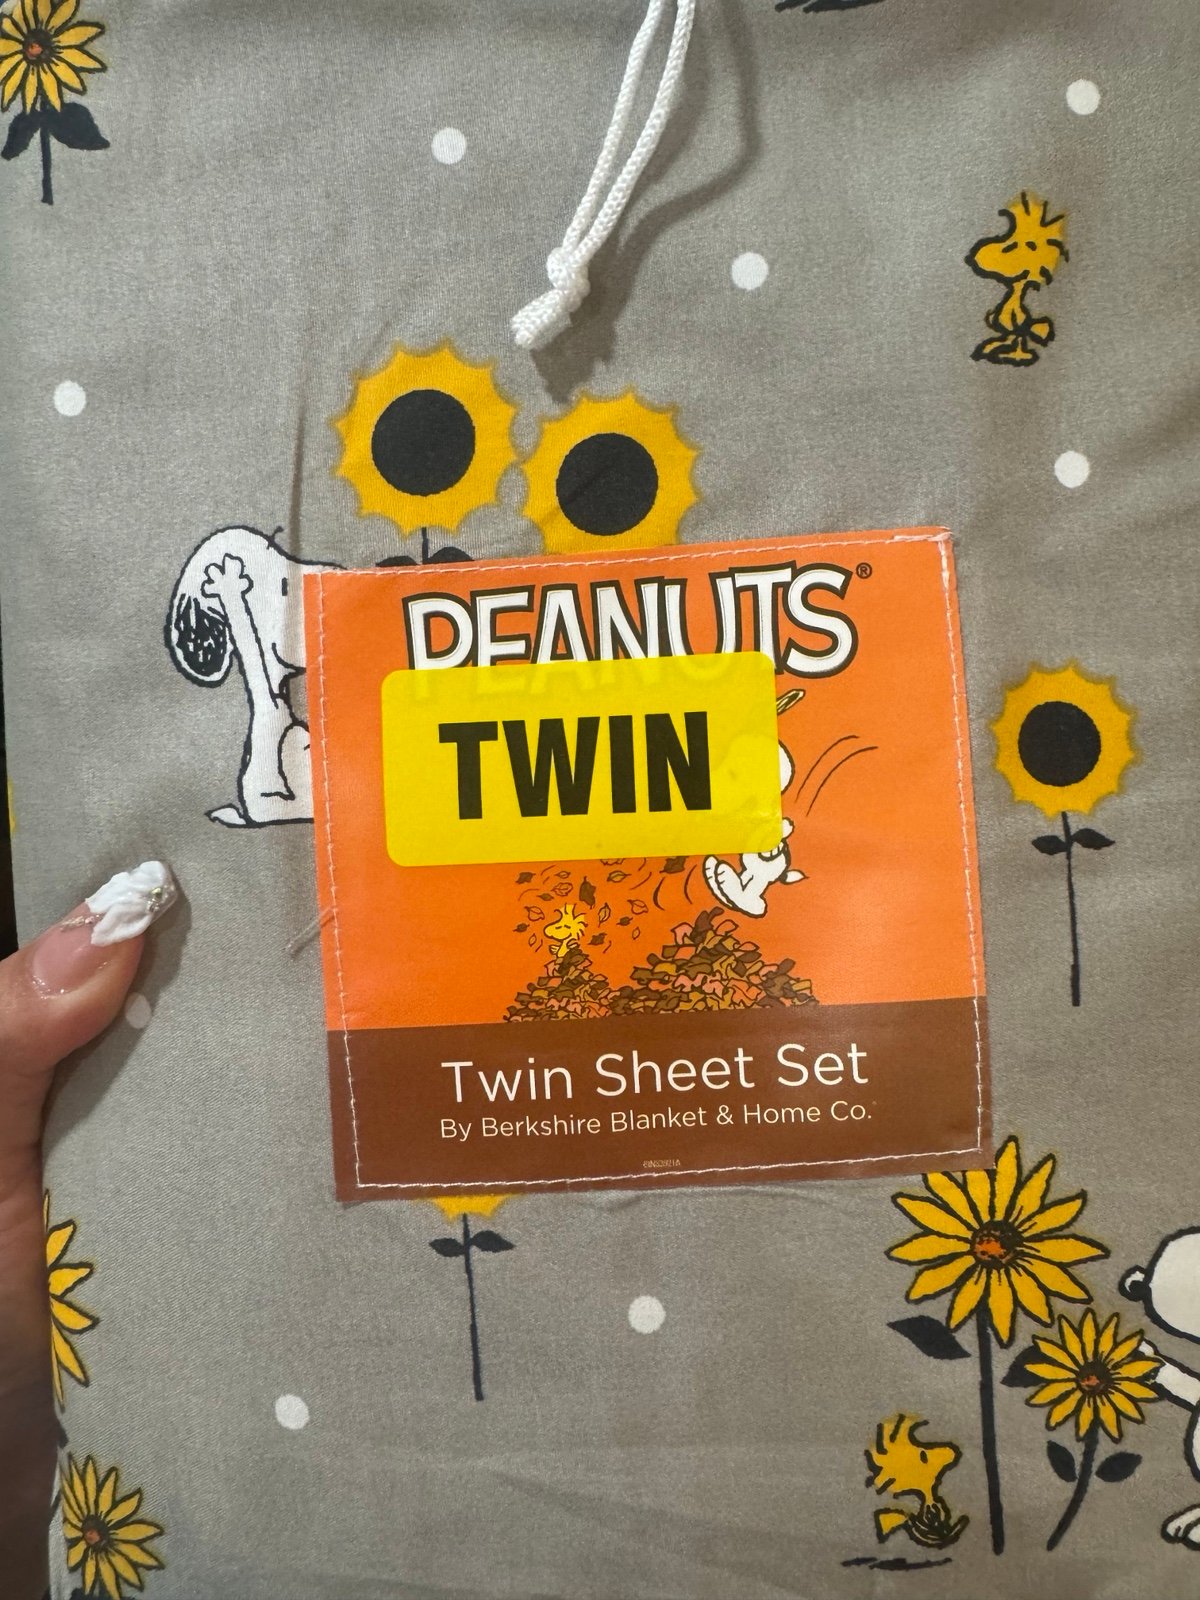 PEANUTS®
TWIN
Twin Sheet Set
By Berkshire Blanket & Home Co.